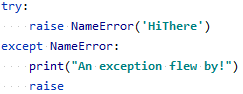 try:
    raise NameError('HiThere')
except NameError:
    print("An exception flew by!")
    raise